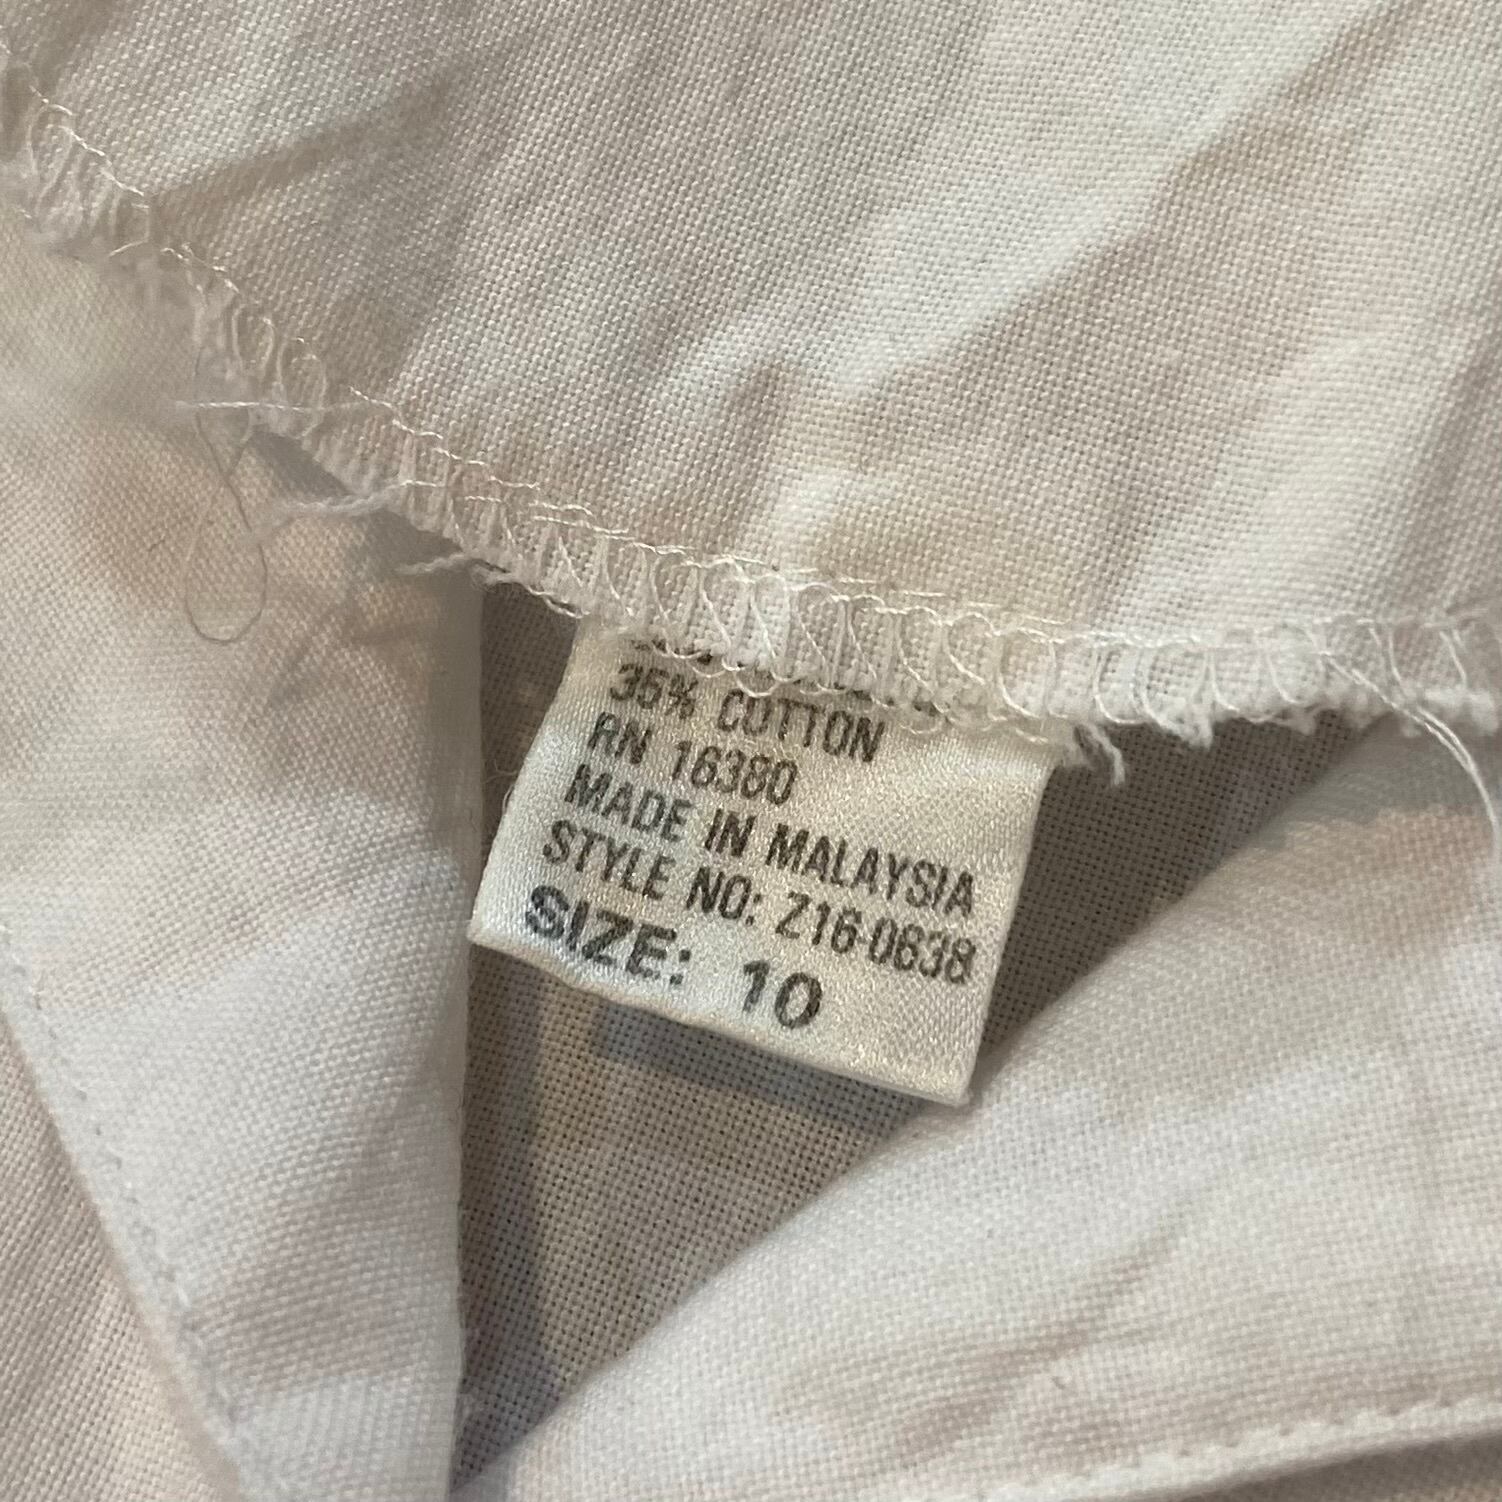 35% COTTON
RN 16380
MADE IN MALAYSIA
STYLE NO: Z16-0638
SIZE: 10